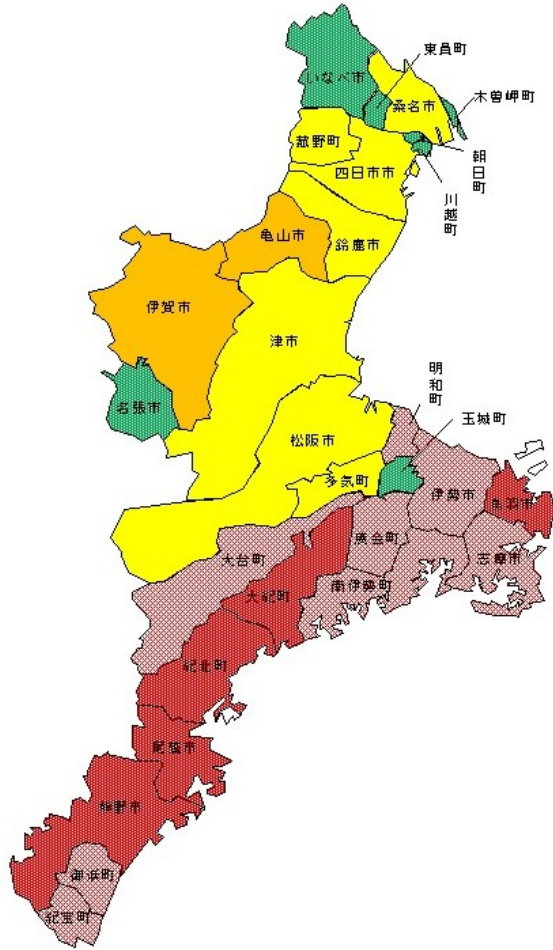 いなべ市
東員町
桑名市
木曽岬町
朝日町
川越町
菰野町
四日市市
鈴鹿市
亀山市
伊賀市
津市
名張市
松阪市
多気町
明和町
玉城町
伊勢市
鳥羽市
志摩市
度会町
南伊勢町
大台町
大紀町
紀北町
尾鷲市
熊野市
御浜町
紀宝町